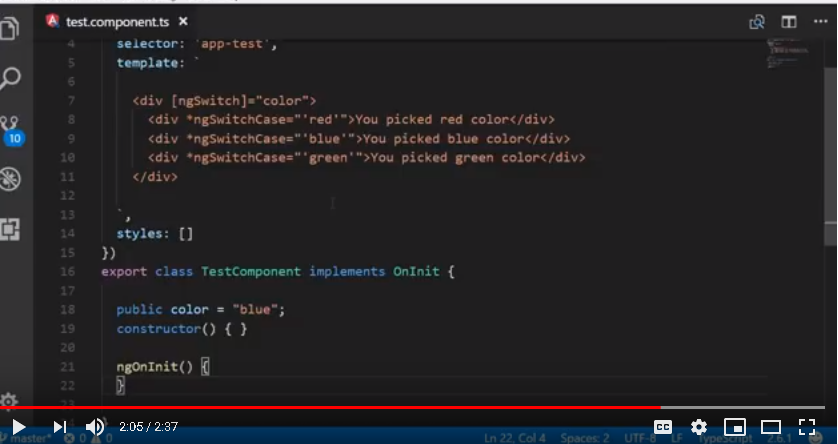 test.component.ts ×
4 selector: 'app-test',
5 template: `
6
7 <div [ngSwitch]="color">
8 <div *ngSwitchCase="'red'">You picked red color</div>
9 <div *ngSwitchCase="'blue'">You picked blue color</div>
10 <div *ngSwitchCase="'green'">You picked green color</div>
11 </div>
12
13 `,
14 styles: []
15 })
16 export class TestComponent implements OnInit {
17
18 public color = "blue";
19 constructor() { }
20
21 ngOnInit() {
22 }
23
10
2:05 / 2:37
CC
master* 0 0 Ln 22, Col 4 Spaces: 2 UTF-8 LF TypeScript 2.6.1